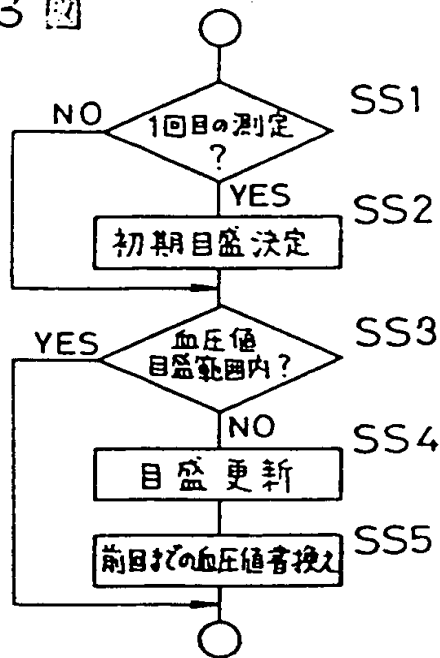 3 図
1回目の測定
?
NO
SS1
YES
初期目盛決定
SS2
血圧値
目盛範囲内?
YES
SS3
NO
目盛更新
SS4
前回までの血圧値書換え
SS5